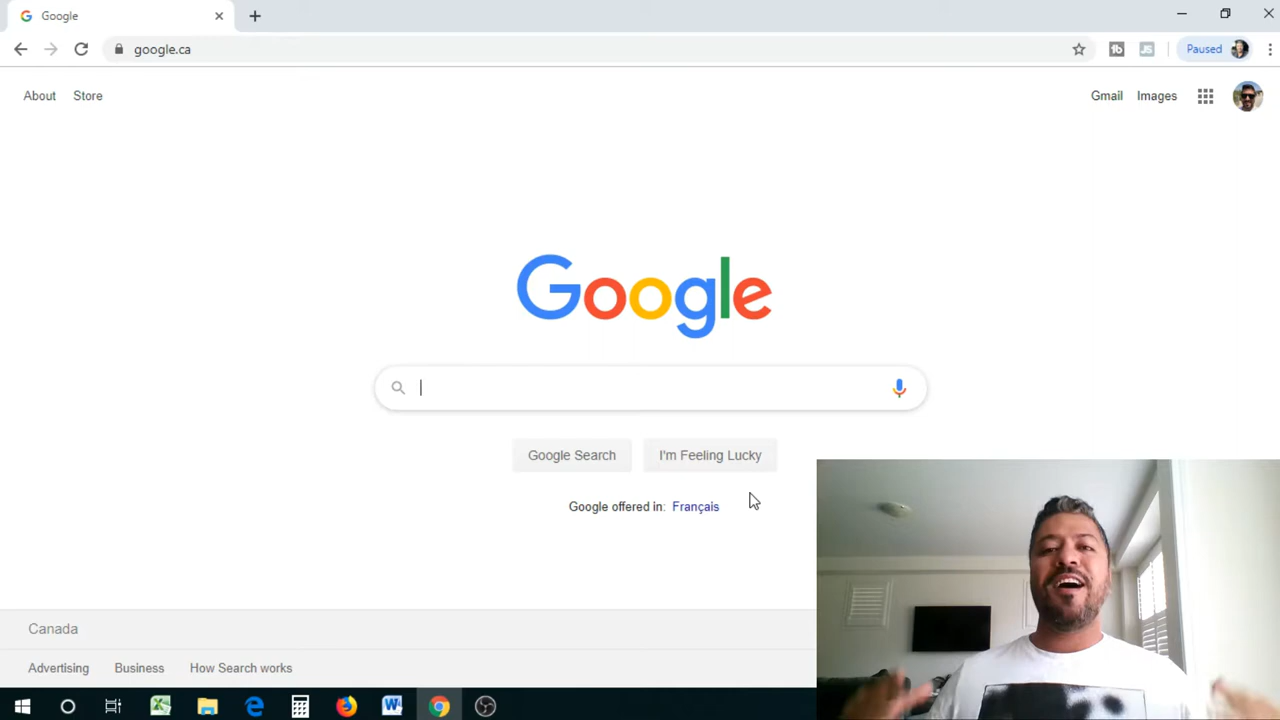 Google
google.ca
Paused
About Store
Gmail Images
Google
Google Search I'm Feeling Lucky
Google offered in: Français
Canada
Advertising Business How Search works